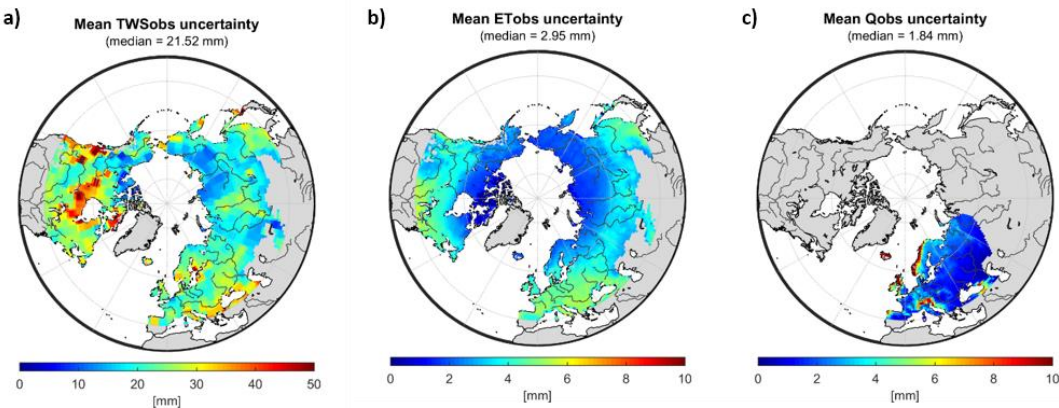 a)
Mean TWSobs uncertainty
(median = 21.52 mm)
0 10 20 30 40 50
[mm]
b)
Mean ETobs uncertainty
(median = 2.95 mm)
0 2 4 6 8 10
[mm]
c)
Mean Qobs uncertainty
(median = 1.84 mm)
0 2 4 6 8 10
[mm]